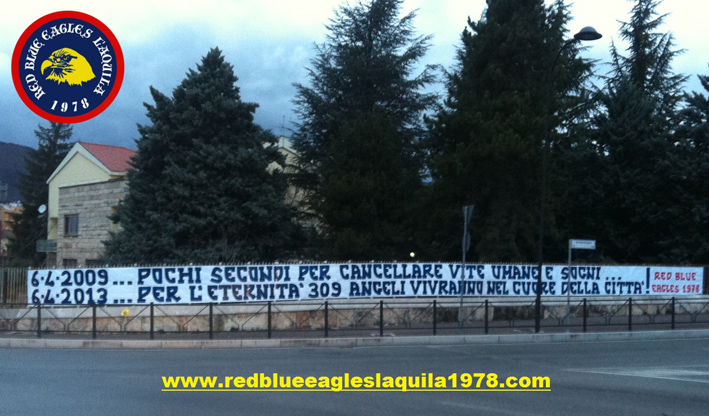 RED BLUE EAGLES L'AQUILA
1978
6.4.2009... POCHI SECONDI PER CANCELLARE VITE UMANE E SOGNI...
6.4.2013... PER L'ETERNITA' 309 ANGELI VIVRANNO NEL CUORE DELLA CITTA'!
RED BLUE
EAGLES 1978
www.redblueeagleslaquila1978.com